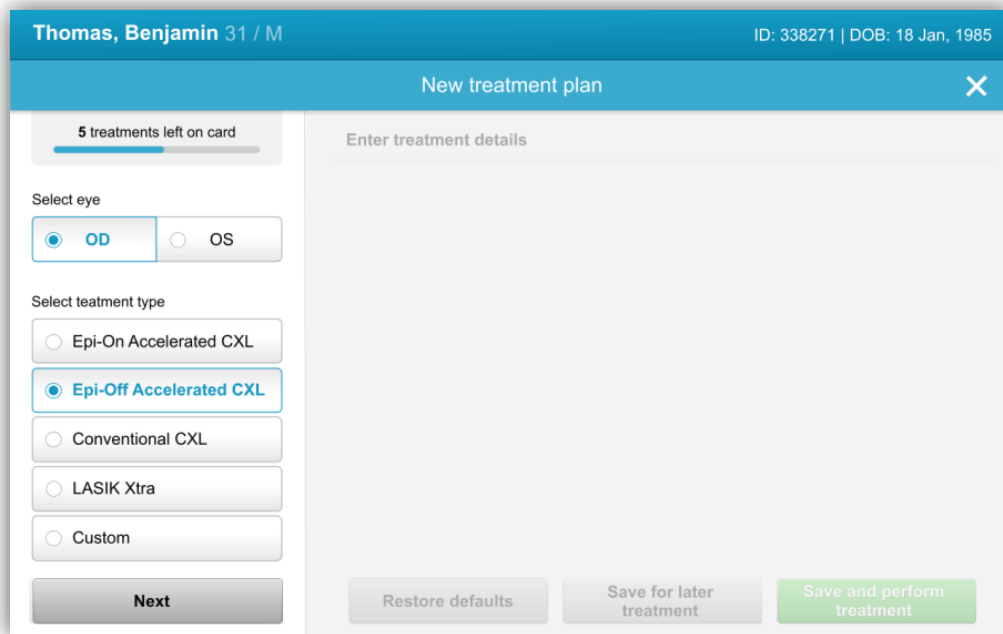 Thomas, Benjamin 31 / M
ID: 338271 | DOB: 18 Jan, 1985
New treatment plan
5 treatments left on card
Select eye
OD
OS
Select teatment type
Epi-On Accelerated CXL
Epi-Off Accelerated CXL
Conventional CXL
LASIK Xtra
Custom
Next
Enter treatment details
Restore defaults
Save for later
treatment
Save and perform
treatment